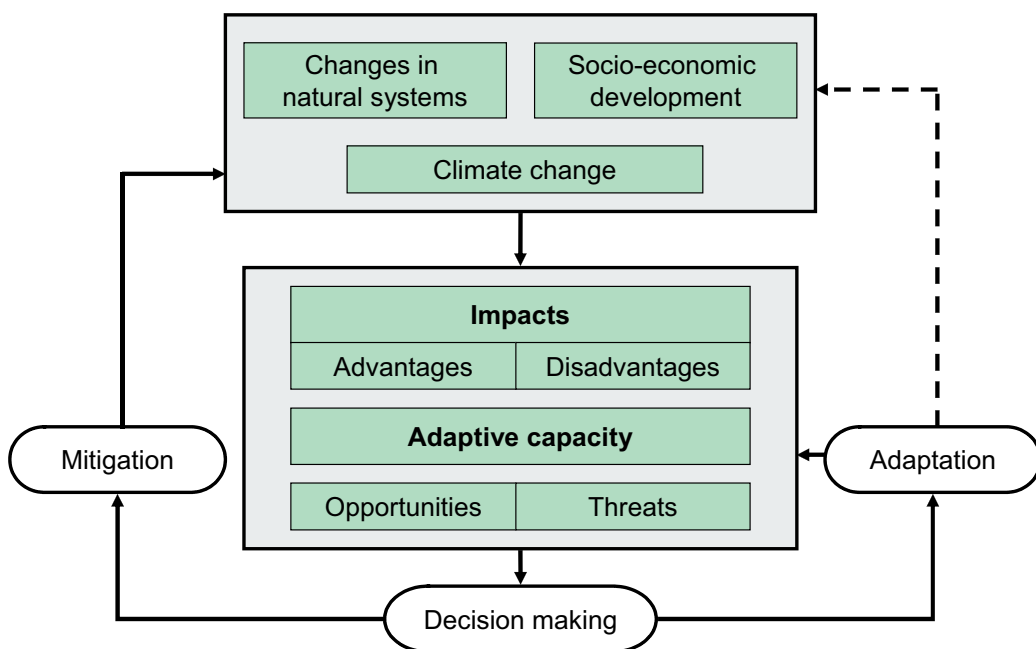 Changes in
natural systems
Socio-economic
development
Climate change
Impacts
Advantages
Disadvantages
Adaptive capacity
Mitigation
Adaptation
Opportunities
Threats
Decision making